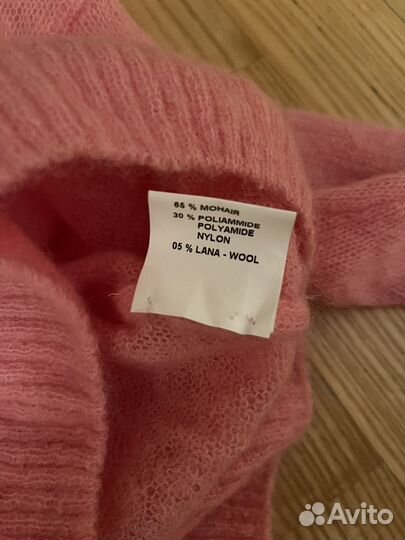 65 % MOHAIR
30 % POLIAMMIDE
POLYAMIDE
NYLON
05 % LANA - WOOL
Avito